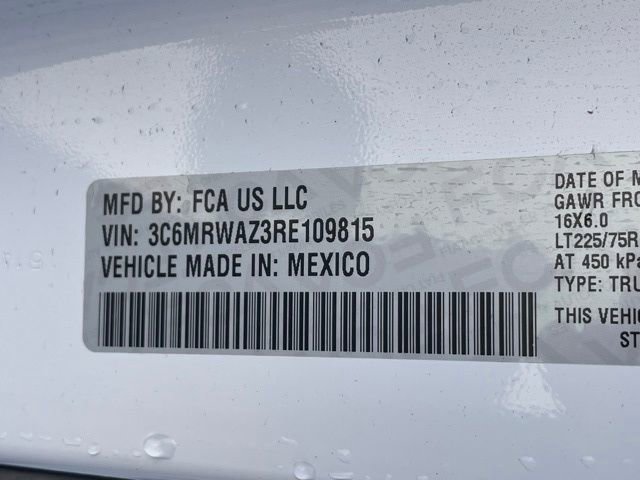 MFD BY: FCA US LLC
VIN: 3C6MRWAZ3RE109815
VEHICLE MADE IN: MEXICO
DATE OF M
GAWR FRO
16X6.0
LT225/75R
AT 450 kPa
TYPE: TRU
THIS VEHIC
ST